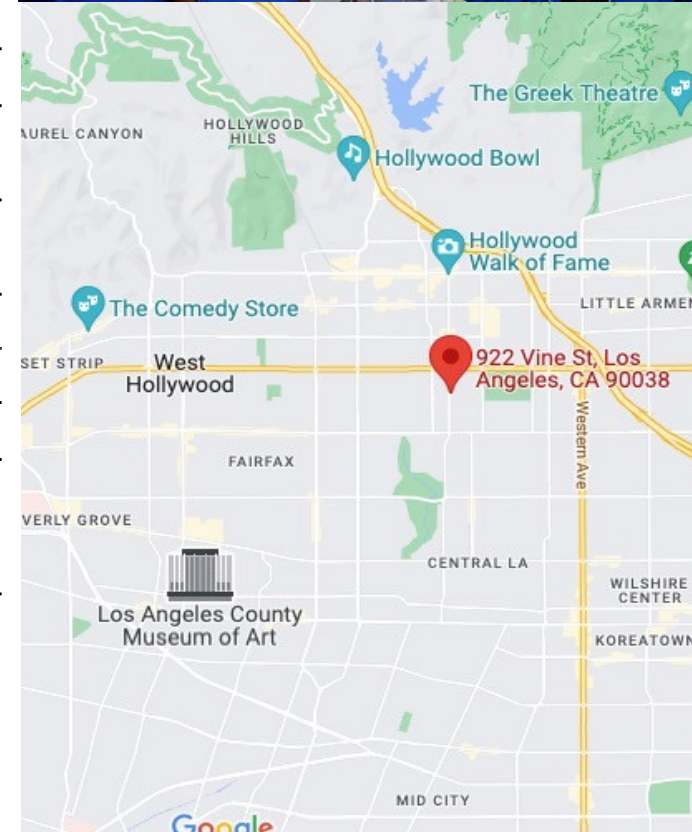 The Greek Theatre
AUREL CANYON
HOLLYWOOD
HILLS
Hollywood Bowl
Hollywood
Walk of Fame
The Comedy Store
LITTLE ARMEN
SET STRIP
West
Hollywood
922 Vine St, Los
Angeles, CA 90038
Western Ave
FAIRFAX
VERLY GROVE
CENTRAL LA
WILSHIRE
CENTER
Los Angeles County
Museum of Art
KOREATOWN
MID CITY
Google